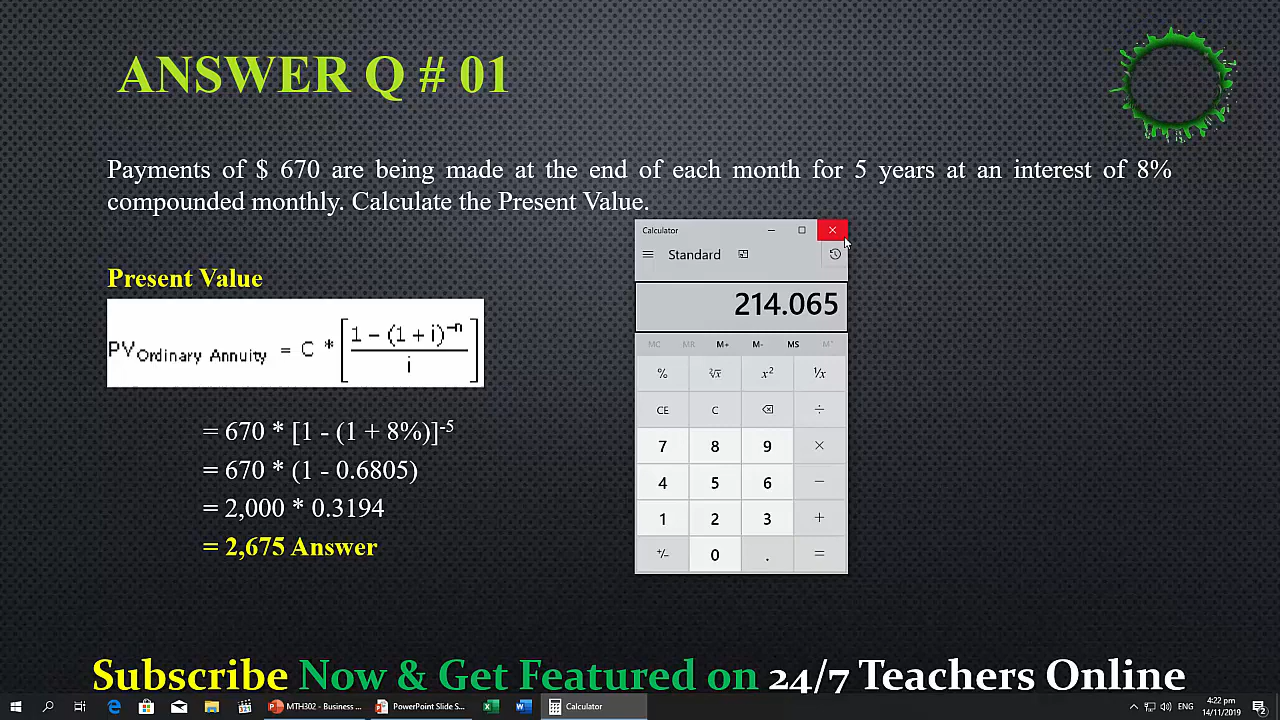 ANSWER Q # 01
Payments of $ 670 are being made at the end of each month for 5 years at an interest of 8%
compounded monthly. Calculate the Present Value.
Present Value
PV Ordinary Annuity = C * [ 1 – (1 + i)^–n / i ]
= 670 * [1 - (1 + 8%)]-5
= 670 * (1 - 0.6805)
= 2,000 * 0.3194
= 2,675 Answer
Calculator
Standard
214.065
MC MR M+ M- MS M˅
% ²√x x² ¹/x
CE C ⌫ ÷
7 8 9 ×
4 5 6 −
1 2 3 +
+/- 0 . =
Subscribe Now & Get Featured on 24/7 Teachers Online
MTH302 - Business ...
PowerPoint Slide S...
Calculator
ENG
4:22 pm
14/11/2019
2